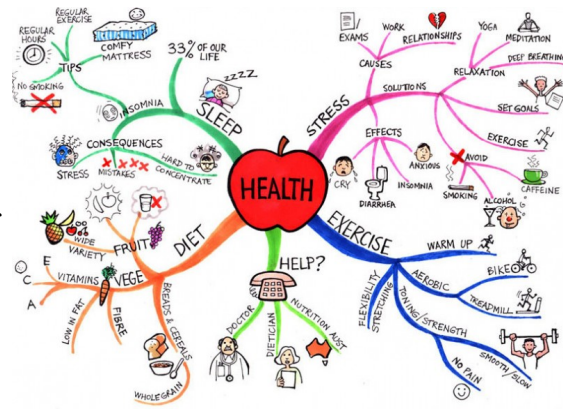 HEALTH
SLEEP
33% OF OUR
LIFE
ZZZZ
INSOMNIA
TIPS
REGULAR
EXERCISE
REGULAR
HOURS
COMFY
MATTRESS
NO SMOKING
CONSEQUENCES
STRESS
MISTAKES
HARD TO
CONCENTRATE
STRESS
CAUSES
EXAMS
WORK
RELATIONSHIPS
SOLUTIONS
RELAXATION
YOGA
MEDITATION
DEEP BREATHING
SET GOALS
EXERCISE
AVOID
SMOKING
ALCOHOL
CAFFEINE
EFFECTS
CRY
DIARRHEA
INSOMNIA
ANXIOUS
EXERCISE
WARM UP
AEROBIC
BIKE
TREADMILL
TONING/STRENGTH
SMOOTH/SLOW
NO PAIN
FLEXIBILITY
STRETCHING
HELP?
DOCTOR
DIETICIAN
NUTRITION AUST
DIET
FRUIT
WIDE
VARIETY
VEGE
VITAMINS
E
C
A
LOW IN FAT
FIBRE
BREADS & CEREALS
WHOLEGRAIN